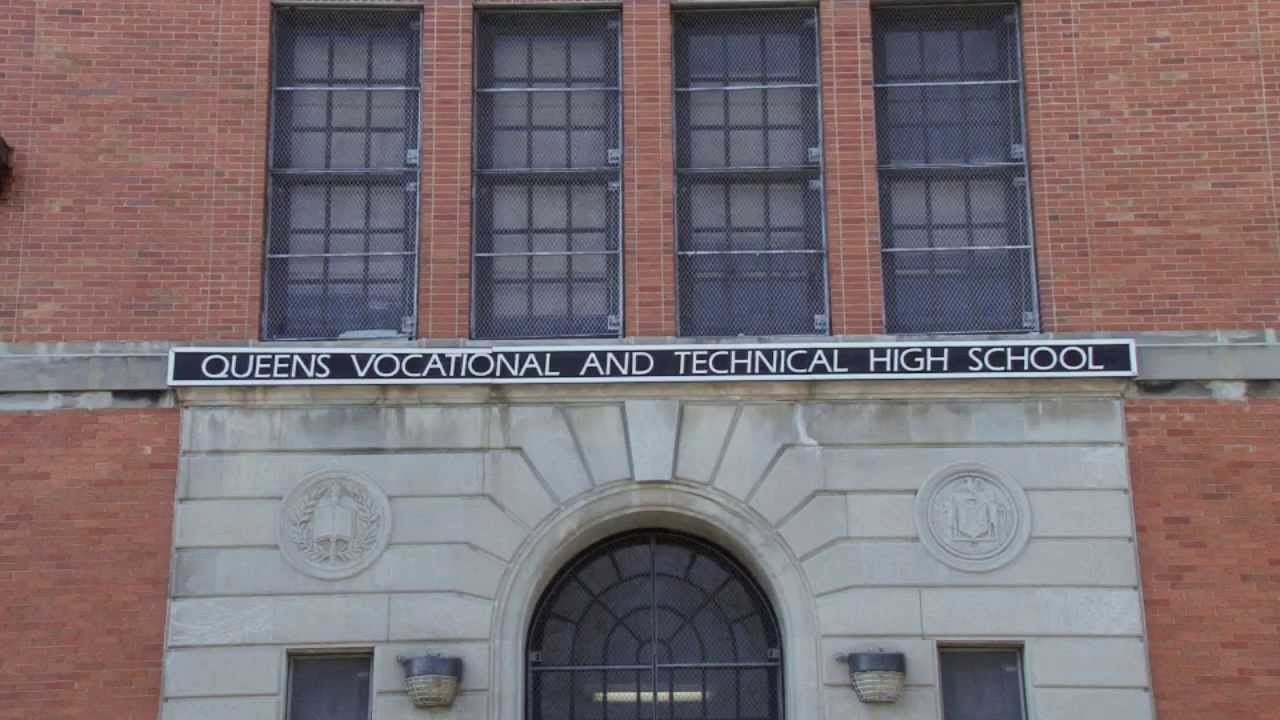 QUEENS VOCATIONAL AND TECHNICAL HIGH SCHOOL